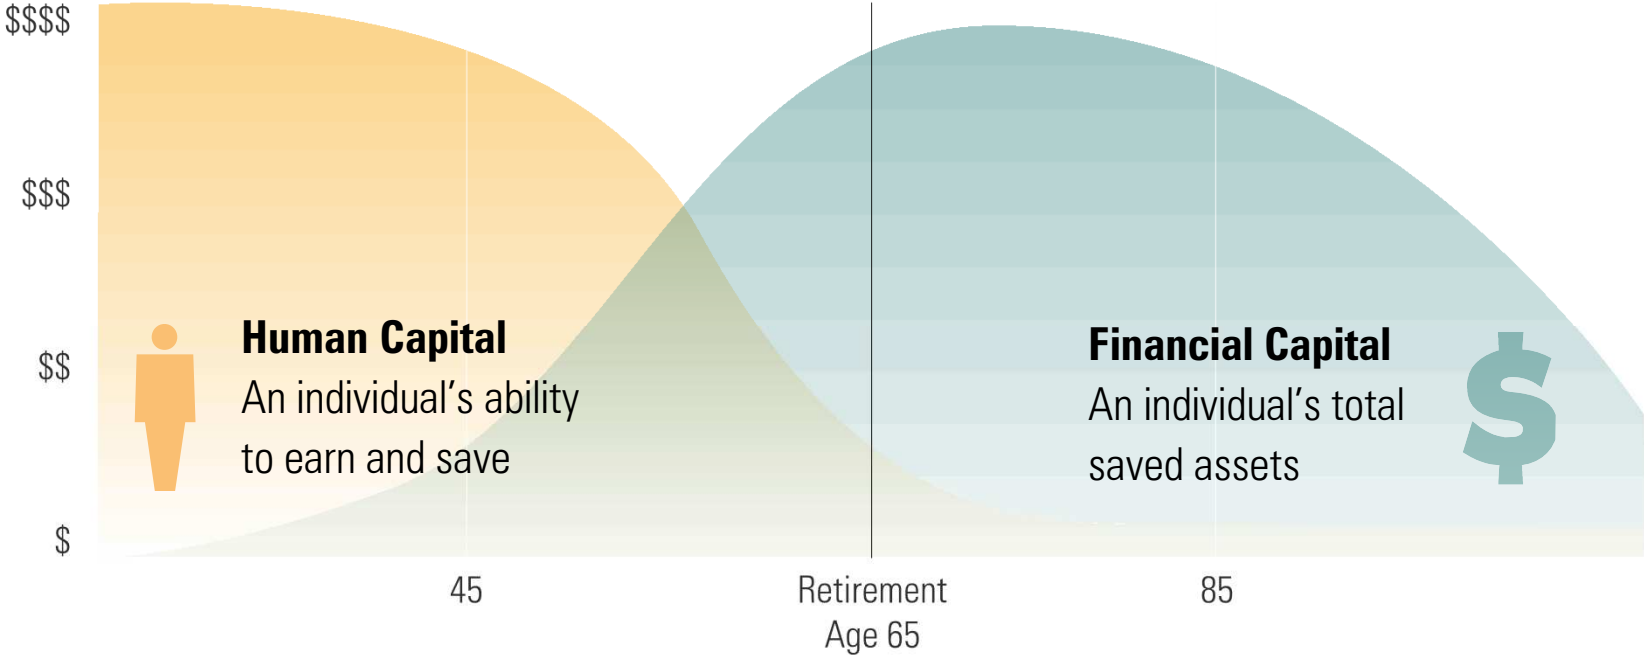 $$$$
$$$
$$
$
Human Capital
An individual’s ability
to earn and save
Financial Capital
An individual’s total
saved assets
$
45
Retirement
Age 65
85